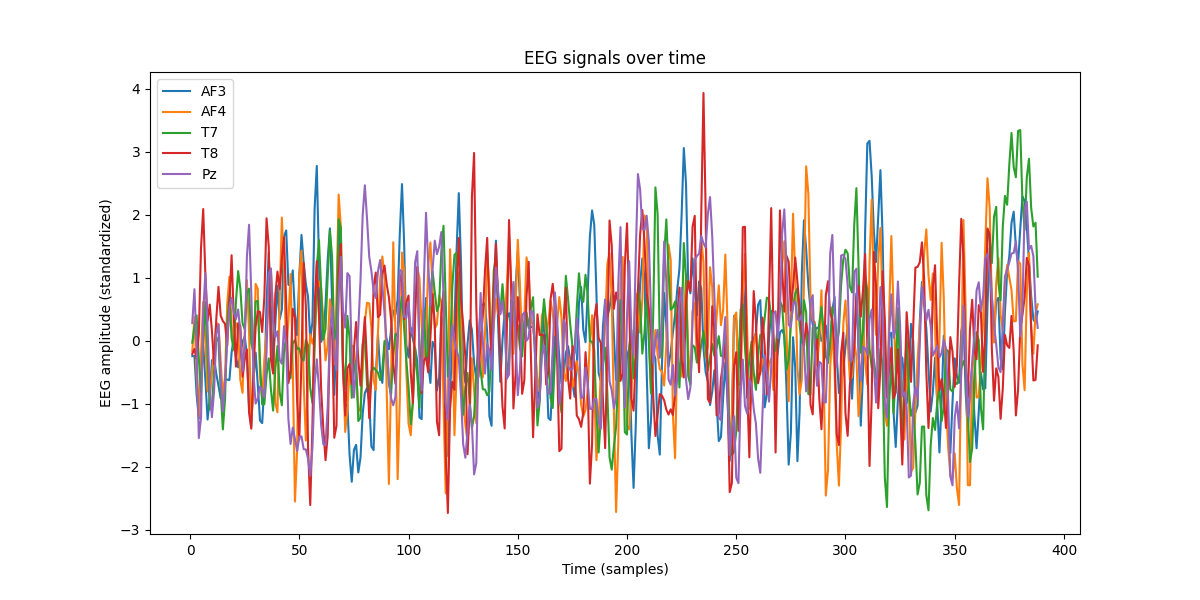 EEG signals over time
AF3
AF4
T7
T8
Pz
EEG amplitude (standardized)
4
3
2
1
0
−1
−2
−3
0 50 100 150 200 250 300 350 400
Time (samples)